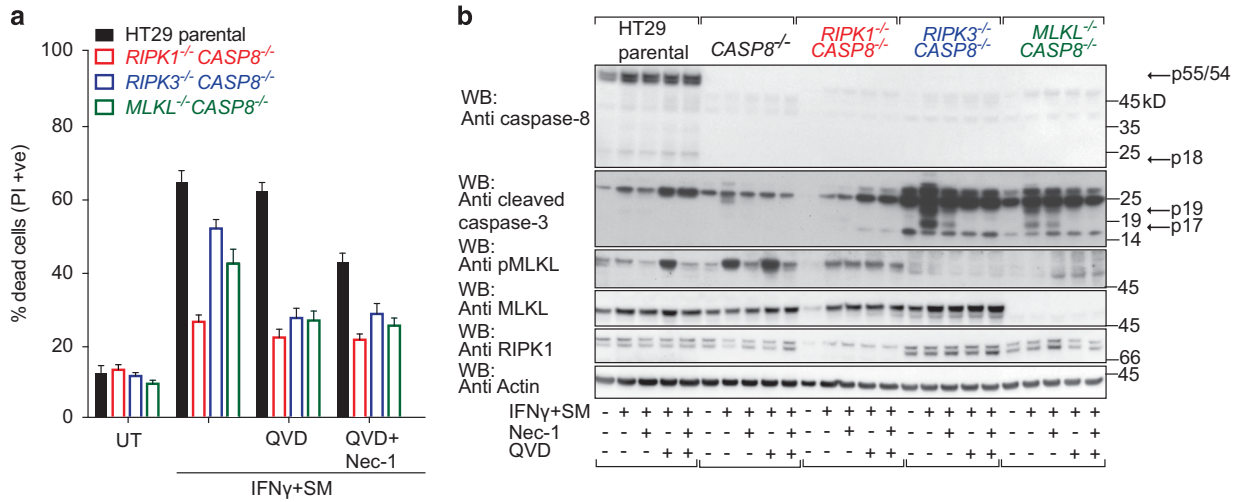 a
% dead cells (PI +ve)
100
80
60
40
20
0
HT29 parental
RIPK1-/- CASP8-/-
RIPK3-/- CASP8-/-
MLKL-/-CASP8-/-
UT
QVD
QVD+
Nec-1
IFNγ+SM
b
HT29
parental
CASP8-/-
RIPK1-/-
CASP8-/-
RIPK3-/-
CASP8-/-
MLKL-/-
CASP8-/-
WB:
Anti caspase-8
←p55/54
45kD
35
25
←p18
WB:
Anti cleaved
caspase-3
25
←p19
19
←p17
14
WB:
Anti pMLKL
45
WB:
Anti MLKL
45
WB:
Anti RIPK1
66
WB:
Anti Actin
45
IFNγ+SM - + + + + - + + + + - + + + + - + + + + - + + + +
Nec-1 - - + - + - - + - + - - + - + - - + - + - - + - +
QVD - - - + + - - - + + - - - + + - - - + + - - - + +